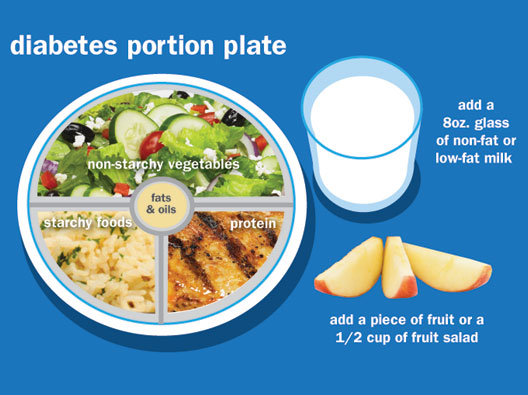 diabetes portion plate
non-starchy vegetables
fats
& oils
starchy foods
protein
add a
8oz. glass
of non-fat or
low-fat milk
add a piece of fruit or a
1/2 cup of fruit salad